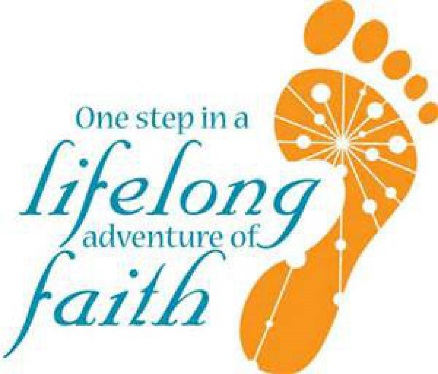 One step in a
lifelong
adventure of
faith